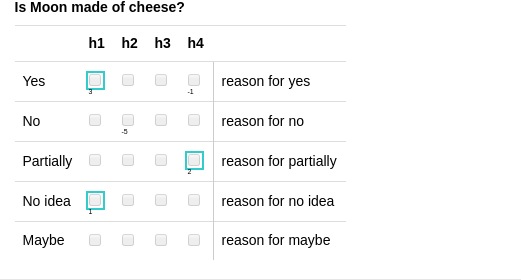 Is Moon made of cheese?
h1 h2 h3 h4
Yes reason for yes
3 -1
No reason for no
-5
Partially reason for partially
2
No idea reason for no idea
1
Maybe reason for maybe